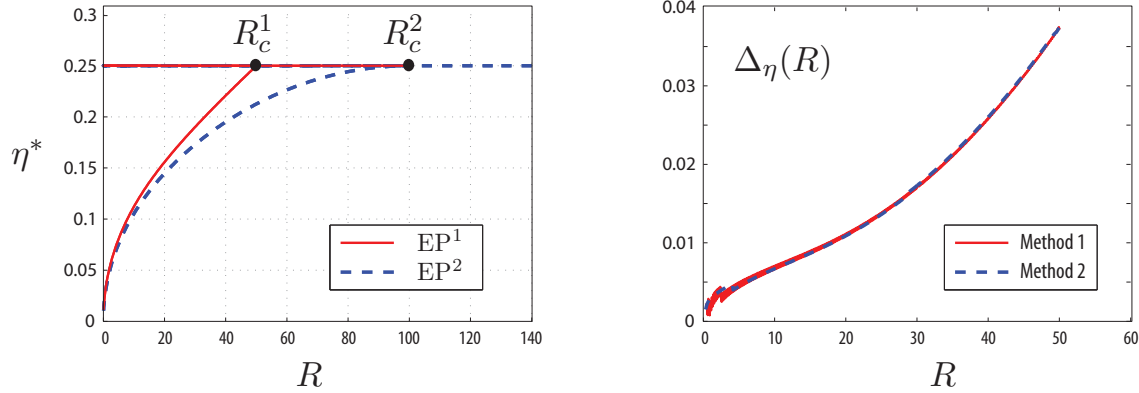 0.3
0.25
0.2
0.15
0.1
0.05
0
η*
R_c^1
R_c^2
EP^1
EP^2
0 20 40 60 80 100 120 140
R
0.04
0.03
0.02
0.01
0
Δ_η(R)
Method 1
Method 2
0 10 20 30 40 50 60
R